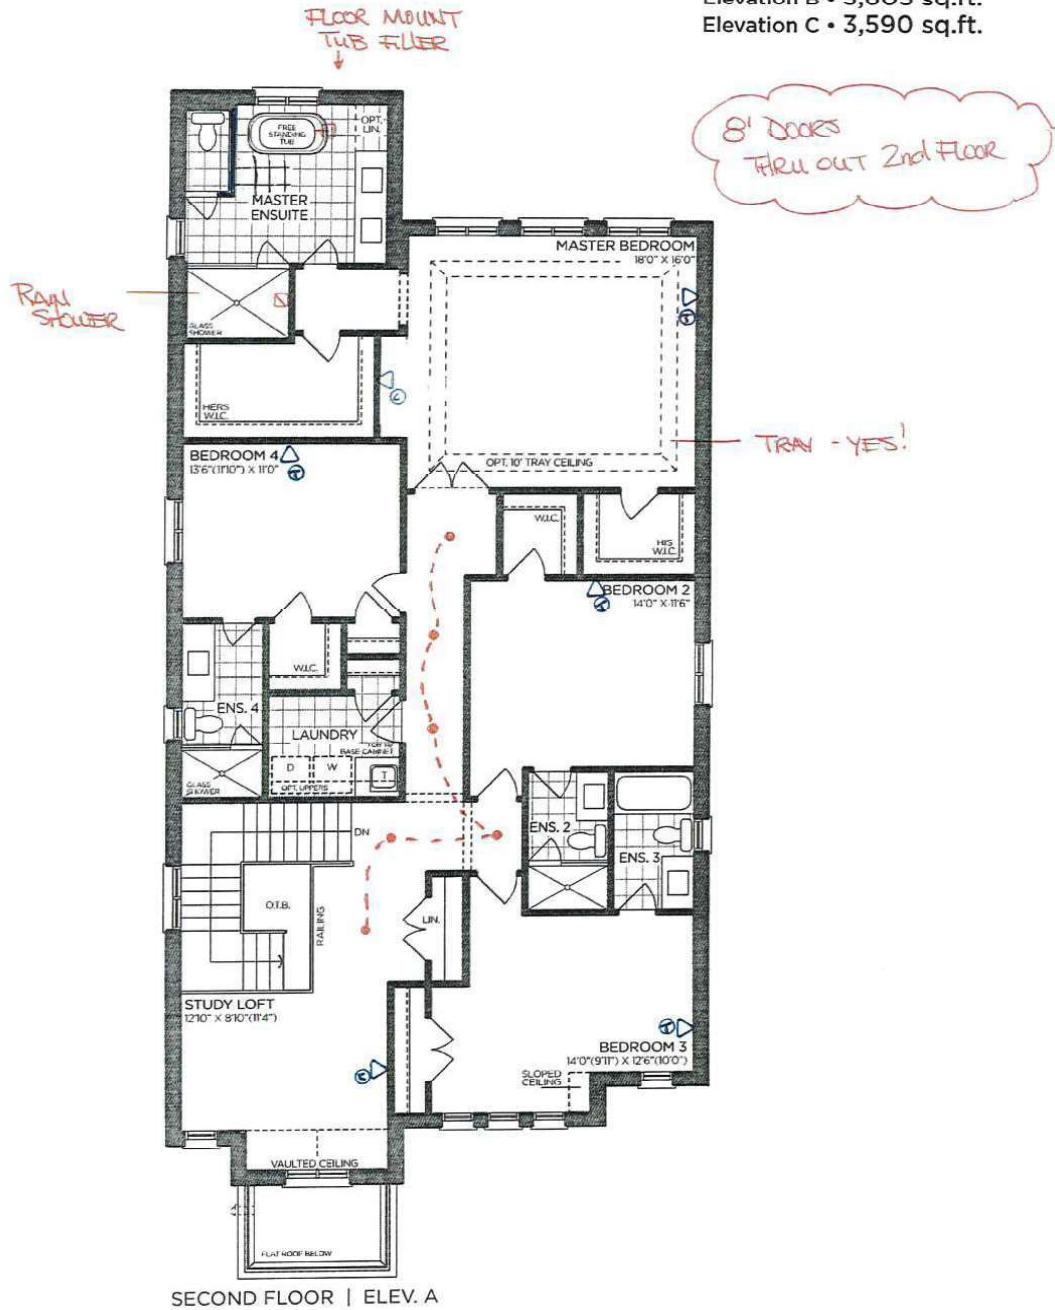 Elevation C • 3,590 sq.ft.
FLOOR MOUNT
TUB FILLER
8' DOORS
THRU OUT 2nd FLOOR
FREE
STANDING
TUB
OPT.
LIN.
MASTER
ENSUITE
MASTER BEDROOM
18'0" X 16'0"
RAIN
SHOWER
GLASS
SHOWER
HERS
W.I.C.
C
TRAY - YES!
OPT. 10' TRAY CEILING
BEDROOM 4
13'6"(11'10") X 11'0"
W.I.C.
HIS
W.I.C.
BEDROOM 2
14'0" X 11'6"
W.I.C.
ENS. 4
LAUNDRY
BASE CABINET
D
W
T
OPT. UPPERS
GLASS
SHOWER
DN
ENS. 2
ENS. 3
O.T.B.
RAILING
LIN.
STUDY LOFT
12'10" X 8'10"(11'4")
BEDROOM 3
14'0"(9'11") X 12'6"(10'0")
SLOPED
CEILING
VAULTED CEILING
FLAT ROOF BELOW
SECOND FLOOR | ELEV. A